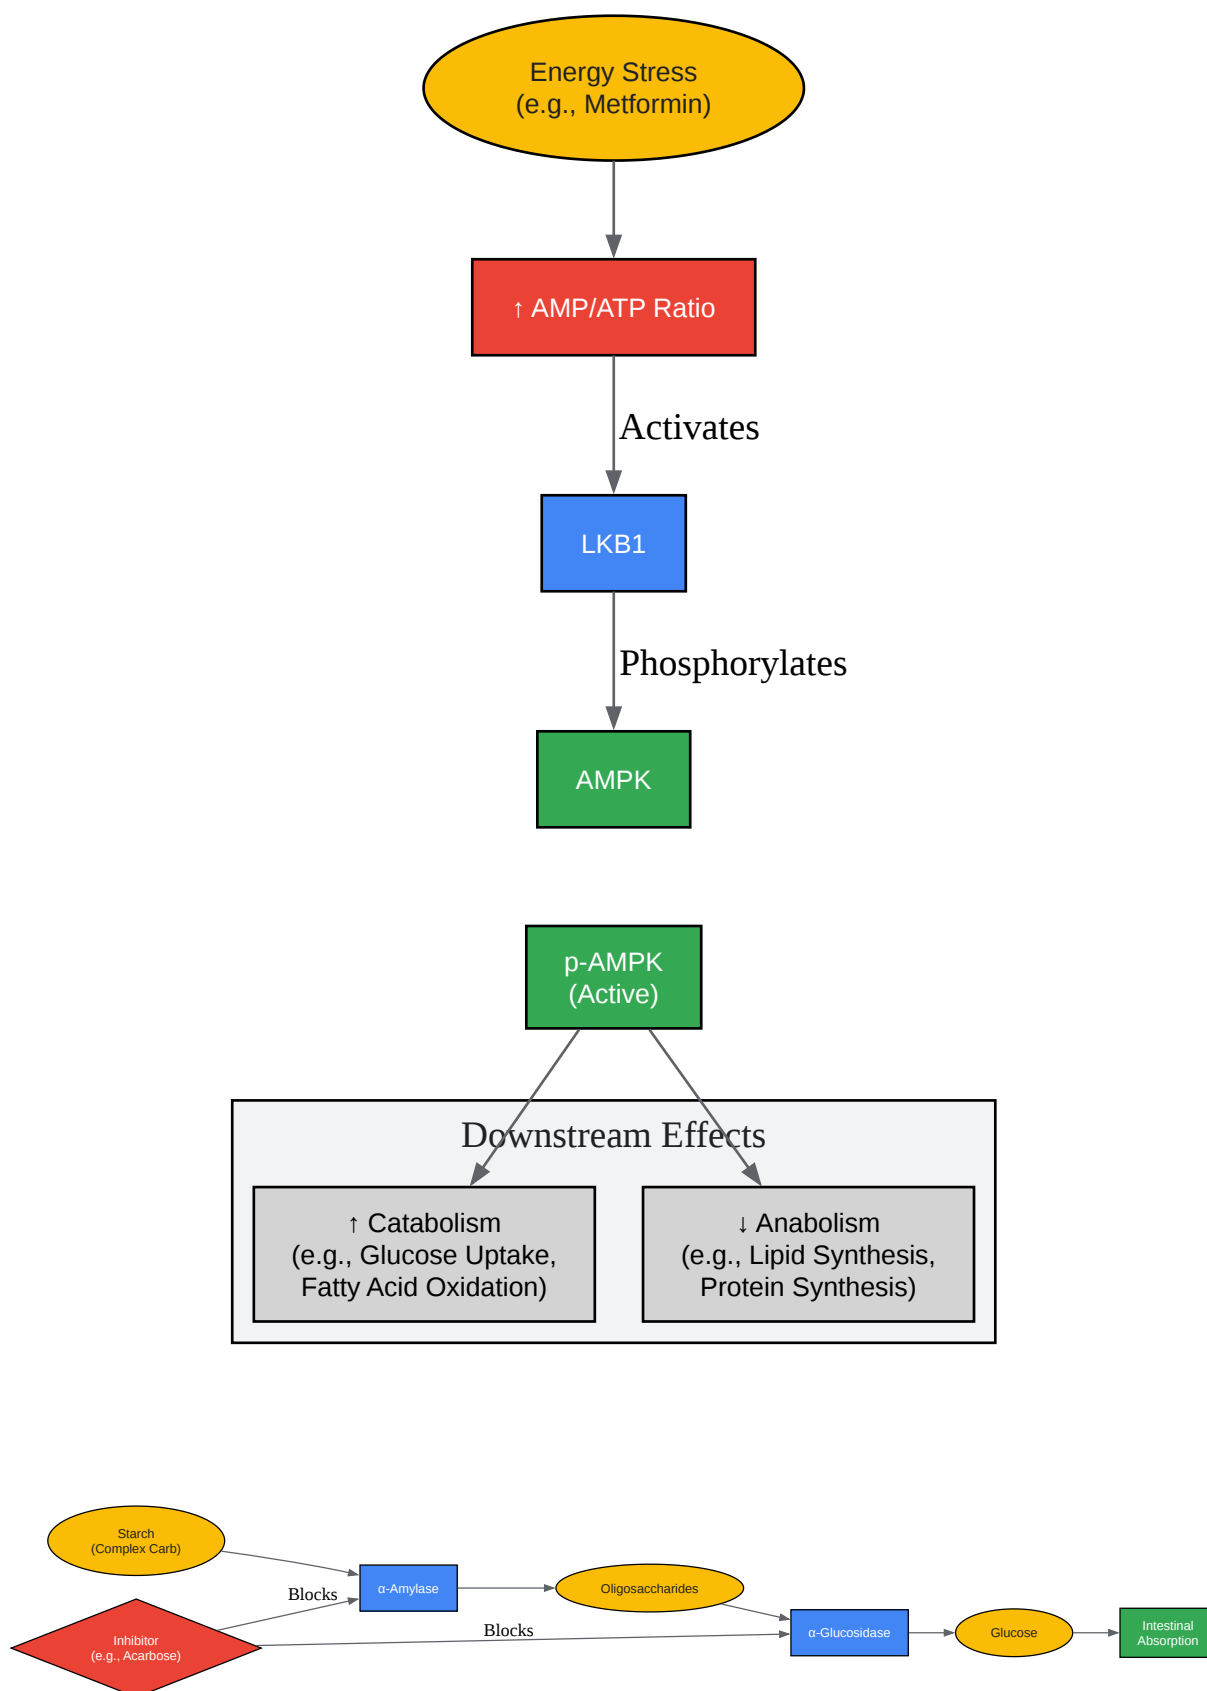 Energy Stress
(e.g., Metformin)
↑ AMP/ATP Ratio
Activates
LKB1
Phosphorylates
AMPK
p-AMPK
(Active)
Downstream Effects
↑ Catabolism
(e.g., Glucose Uptake,
Fatty Acid Oxidation)
↓ Anabolism
(e.g., Lipid Synthesis,
Protein Synthesis)
Starch
(Complex Carb)
Blocks
α-Amylase
Oligosaccharides
Inhibitor
(e.g., Acarbose)
Blocks
α-Glucosidase
Glucose
Intestinal
Absorption